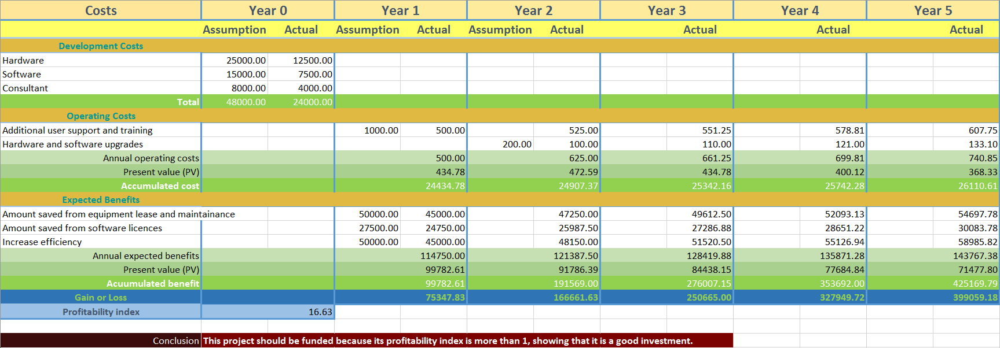 Costs Year 0 Year 1 Year 2 Year 3 Year 4 Year 5
Assumption Actual Assumption Actual Assumption Actual Actual Actual Actual
Development Costs
Hardware 25000.00 12500.00
Software 15000.00 7500.00
Consultant 8000.00 4000.00
Total 48000.00 24000.00
Operating Costs
Additional user support and training 1000.00 500.00 525.00 551.25 578.81 607.75
Hardware and software upgrades 200.00 100.00 110.00 121.00 133.10
Annual operating costs 500.00 625.00 661.25 699.81 740.85
Present value (PV) 434.78 472.59 434.78 400.12 368.33
Accumulated cost 24434.78 24907.37 25342.16 25742.28 26110.61
Expected Benefits
Amount saved from equipment lease and maintainance 50000.00 45000.00 47250.00 49612.50 52093.13 54697.78
Amount saved from software licences 27500.00 24750.00 25987.50 27286.88 28651.22 30083.78
Increase efficiency 50000.00 45000.00 48150.00 51520.50 55126.94 58985.82
Annual expected benefits 114750.00 121387.50 128419.88 135871.28 143767.38
Present value (PV) 99782.61 91786.39 84438.15 77684.84 71477.80
Acuumulated benefit 99782.61 191569.00 276007.15 353692.00 425169.79
Gain or Loss 75347.83 166661.63 250665.00 327949.72 399059.18
Profitability index 16.63
Conclusion This project should be funded because its profitability index is more than 1, showing that it is a good investment.